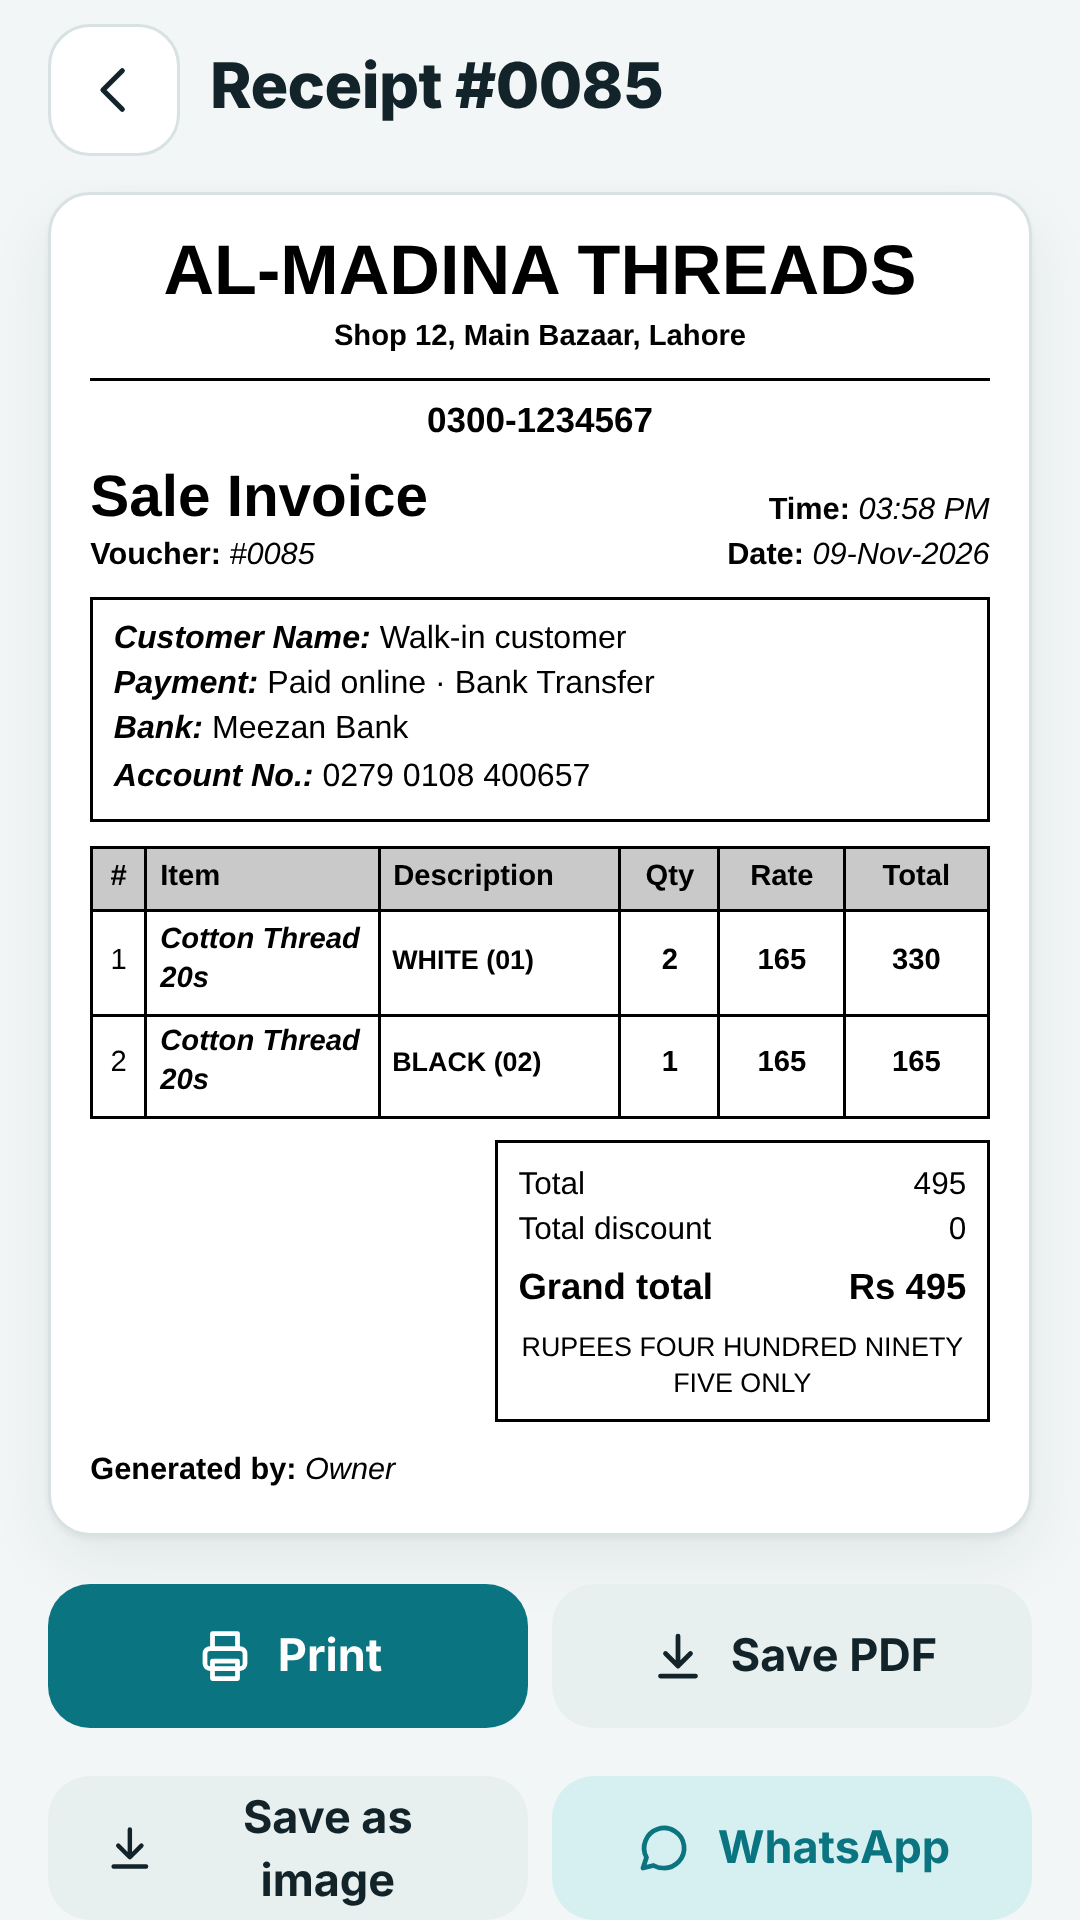 Receipt #0085
AL-MADINA THREADS
Shop 12, Main Bazaar, Lahore
0300-1234567
Sale Invoice
Time: 03:58 PM
Voucher: #0085
Date: 09-Nov-2026
Customer Name: Walk-in customer
Payment: Paid online · Bank Transfer
Bank: Meezan Bank
Account No.: 0279 0108 400657
# Item Description Qty Rate Total
1 Cotton Thread 20s WHITE (01) 2 165 330
2 Cotton Thread 20s BLACK (02) 1 165 165
Total 495
Total discount 0
Grand total Rs 495
RUPEES FOUR HUNDRED NINETY
FIVE ONLY
Generated by: Owner
Print
Save PDF
Save as
image
WhatsApp